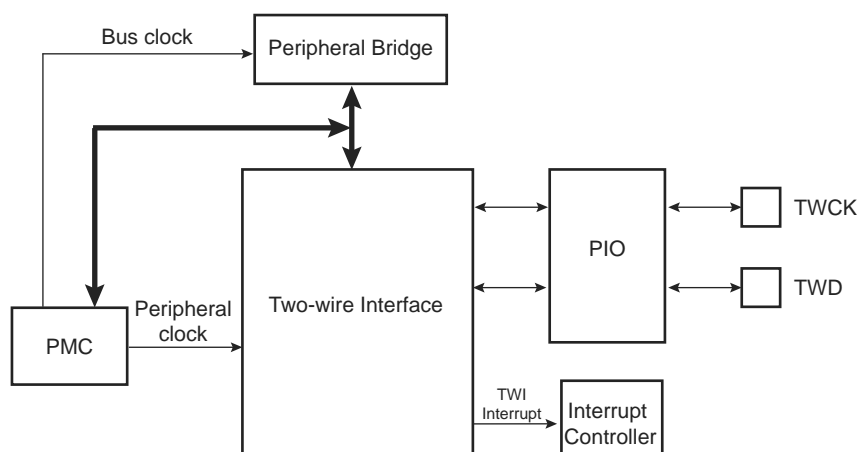 Bus clock
Peripheral Bridge
TWCK
PIO
Two-wire Interface
TWD
Peripheral
clock
PMC
TWI
Interrupt
Interrupt
Controller